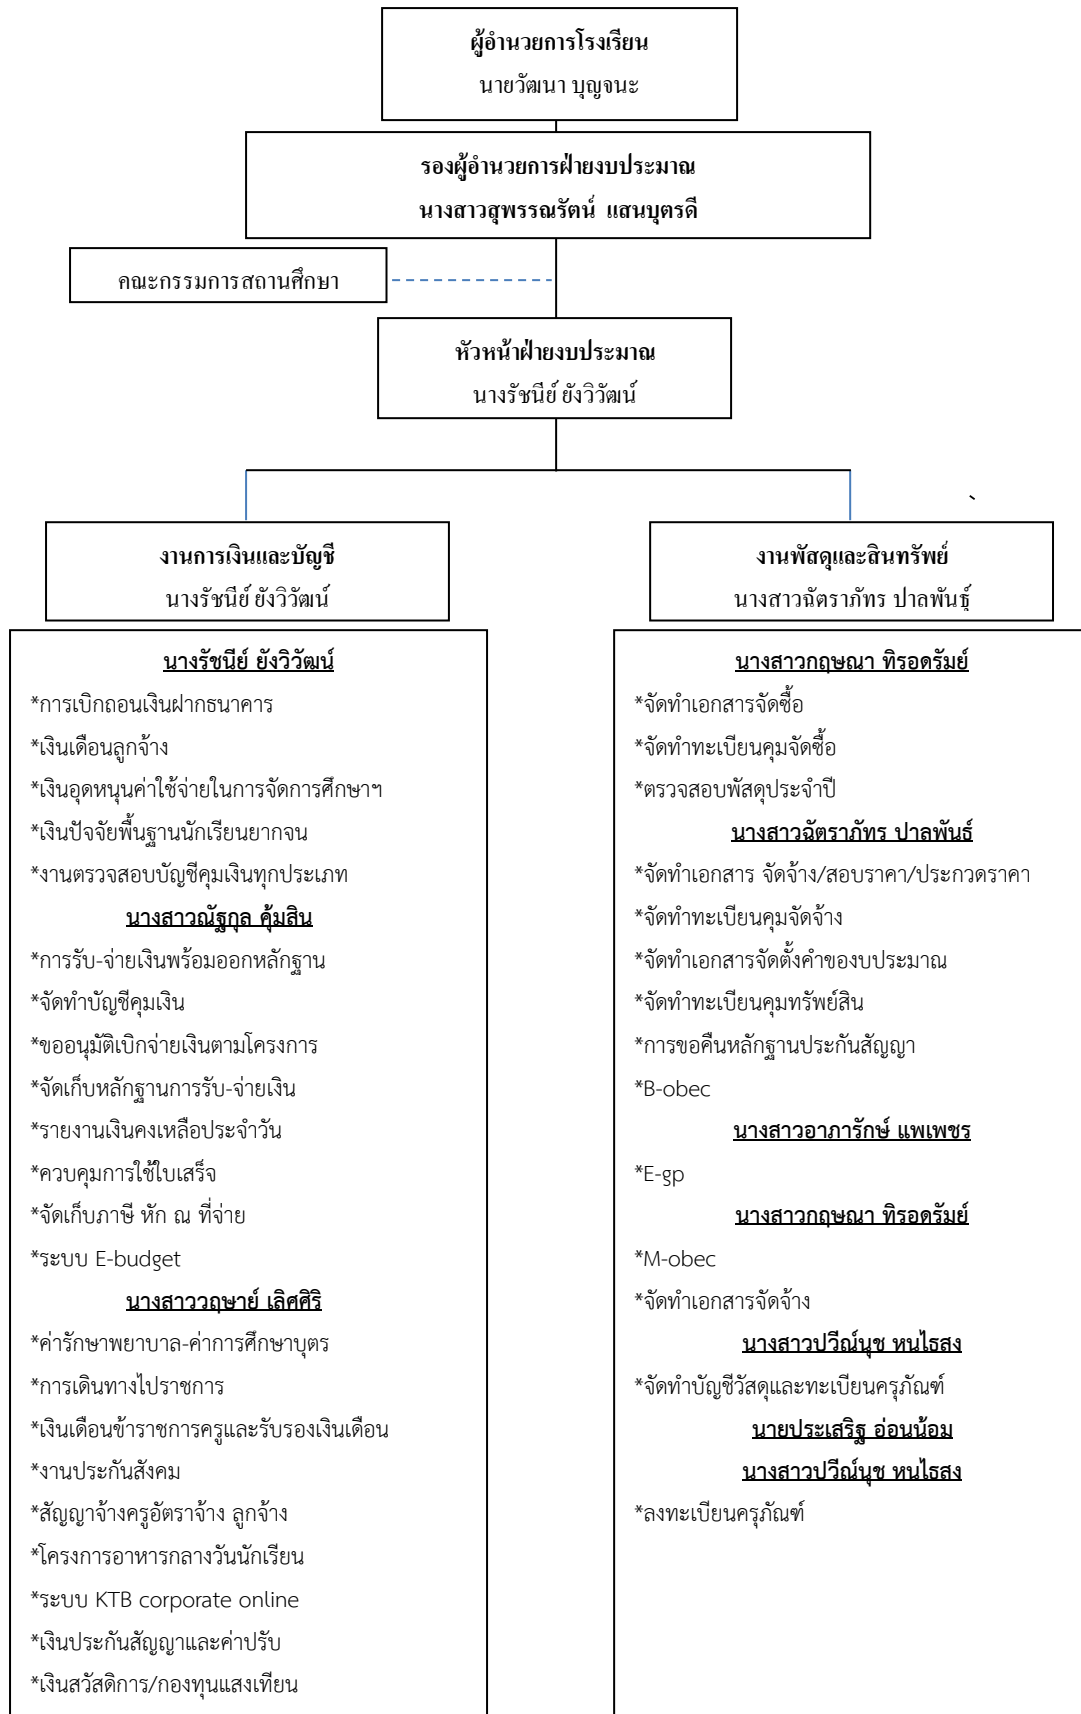 ผู้อำนวยการโรงเรียน
นายวัฒนา บุญจนะ
รองผู้อำนวยการฝ่ายงบประมาณ
นางสาวสุพรรณรัตน์ แสนบุตรดี
คณะกรรมการสถานศึกษา
หัวหน้าฝ่ายงบประมาณ
นางรัชนีย์ ยังวิวัฒน์
งานการเงินและบัญชี
นางรัชนีย์ ยังวิวัฒน์
นางรัชนีย์ ยังวิวัฒน์
*การเบิกถอนเงินฝากธนาคาร
*เงินเดือนลูกจ้าง
*เงินอุดหนุนค่าใช้จ่ายในการจัดการศึกษาฯ
*เงินปัจจัยพื้นฐานนักเรียนยากจน
*งานตรวจสอบบัญชีคุมเงินทุกประเภท
นางสาวณัฐกุล คุ้มสิน
*การรับ-จ่ายเงินพร้อมออกหลักฐาน
*จัดทำบัญชีคุมเงิน
*ขออนุมัติเบิกจ่ายเงินตามโครงการ
*จัดเก็บหลักฐานการรับ-จ่ายเงิน
*รายงานเงินคงเหลือประจำวัน
*ควบคุมการใช้ใบเสร็จ
*จัดเก็บภาษี หัก ณ ที่จ่าย
*ระบบ E-budget
นางสาววฤษาย์ เลิศศิริ
*ค่ารักษาพยาบาล-ค่าการศึกษาบุตร
*การเดินทางไปราชการ
*เงินเดือนข้าราชการครูและรับรองเงินเดือน
*งานประกันสังคม
*สัญญาจ้างครูอัตราจ้าง ลูกจ้าง
*โครงการอาหารกลางวันนักเรียน
*ระบบ KTB corporate online
*เงินประกันสัญญาและค่าปรับ
*เงินสวัสดิการ/กองทุนแสงเทียน
งานพัสดุและสินทรัพย์
นางสาวฉัตราภัทร ปาลพันธุ์
นางสาวกฤษณา ทิรอดรัมย์
*จัดทำเอกสารจัดซื้อ
*จัดทำทะเบียนคุมจัดซื้อ
*ตรวจสอบพัสดุประจำปี
นางสาวฉัตราภัทร ปาลพันธ์
*จัดทำเอกสาร จัดจ้าง/สอบราคา/ประกวดราคา
*จัดทำทะเบียนคุมจัดจ้าง
*จัดทำเอกสารจัดตั้งคำของบประมาณ
*จัดทำทะเบียนคุมทรัพย์สิน
*การขอคืนหลักฐานประกันสัญญา
*B-obec
นางสาวอาภารักษ์ แพเพชร
*E-gp
นางสาวกฤษณา ทิรอดรัมย์
*M-obec
*จัดทำเอกสารจัดจ้าง
นางสาวปวีณ์นุช หนไธสง
*จัดทำบัญชีวัสดุและทะเบียนครุภัณฑ์
นายประเสริฐ อ่อนน้อม
นางสาวปวีณ์นุช หนไธสง
*ลงทะเบียนครุภัณฑ์